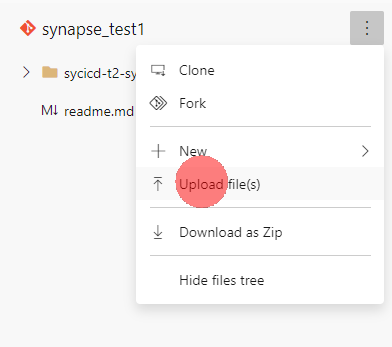 synapse_test1
sycicd-t2-sy
readme.md
Clone
Fork
New
Upload file(s)
Download as Zip
Hide files tree